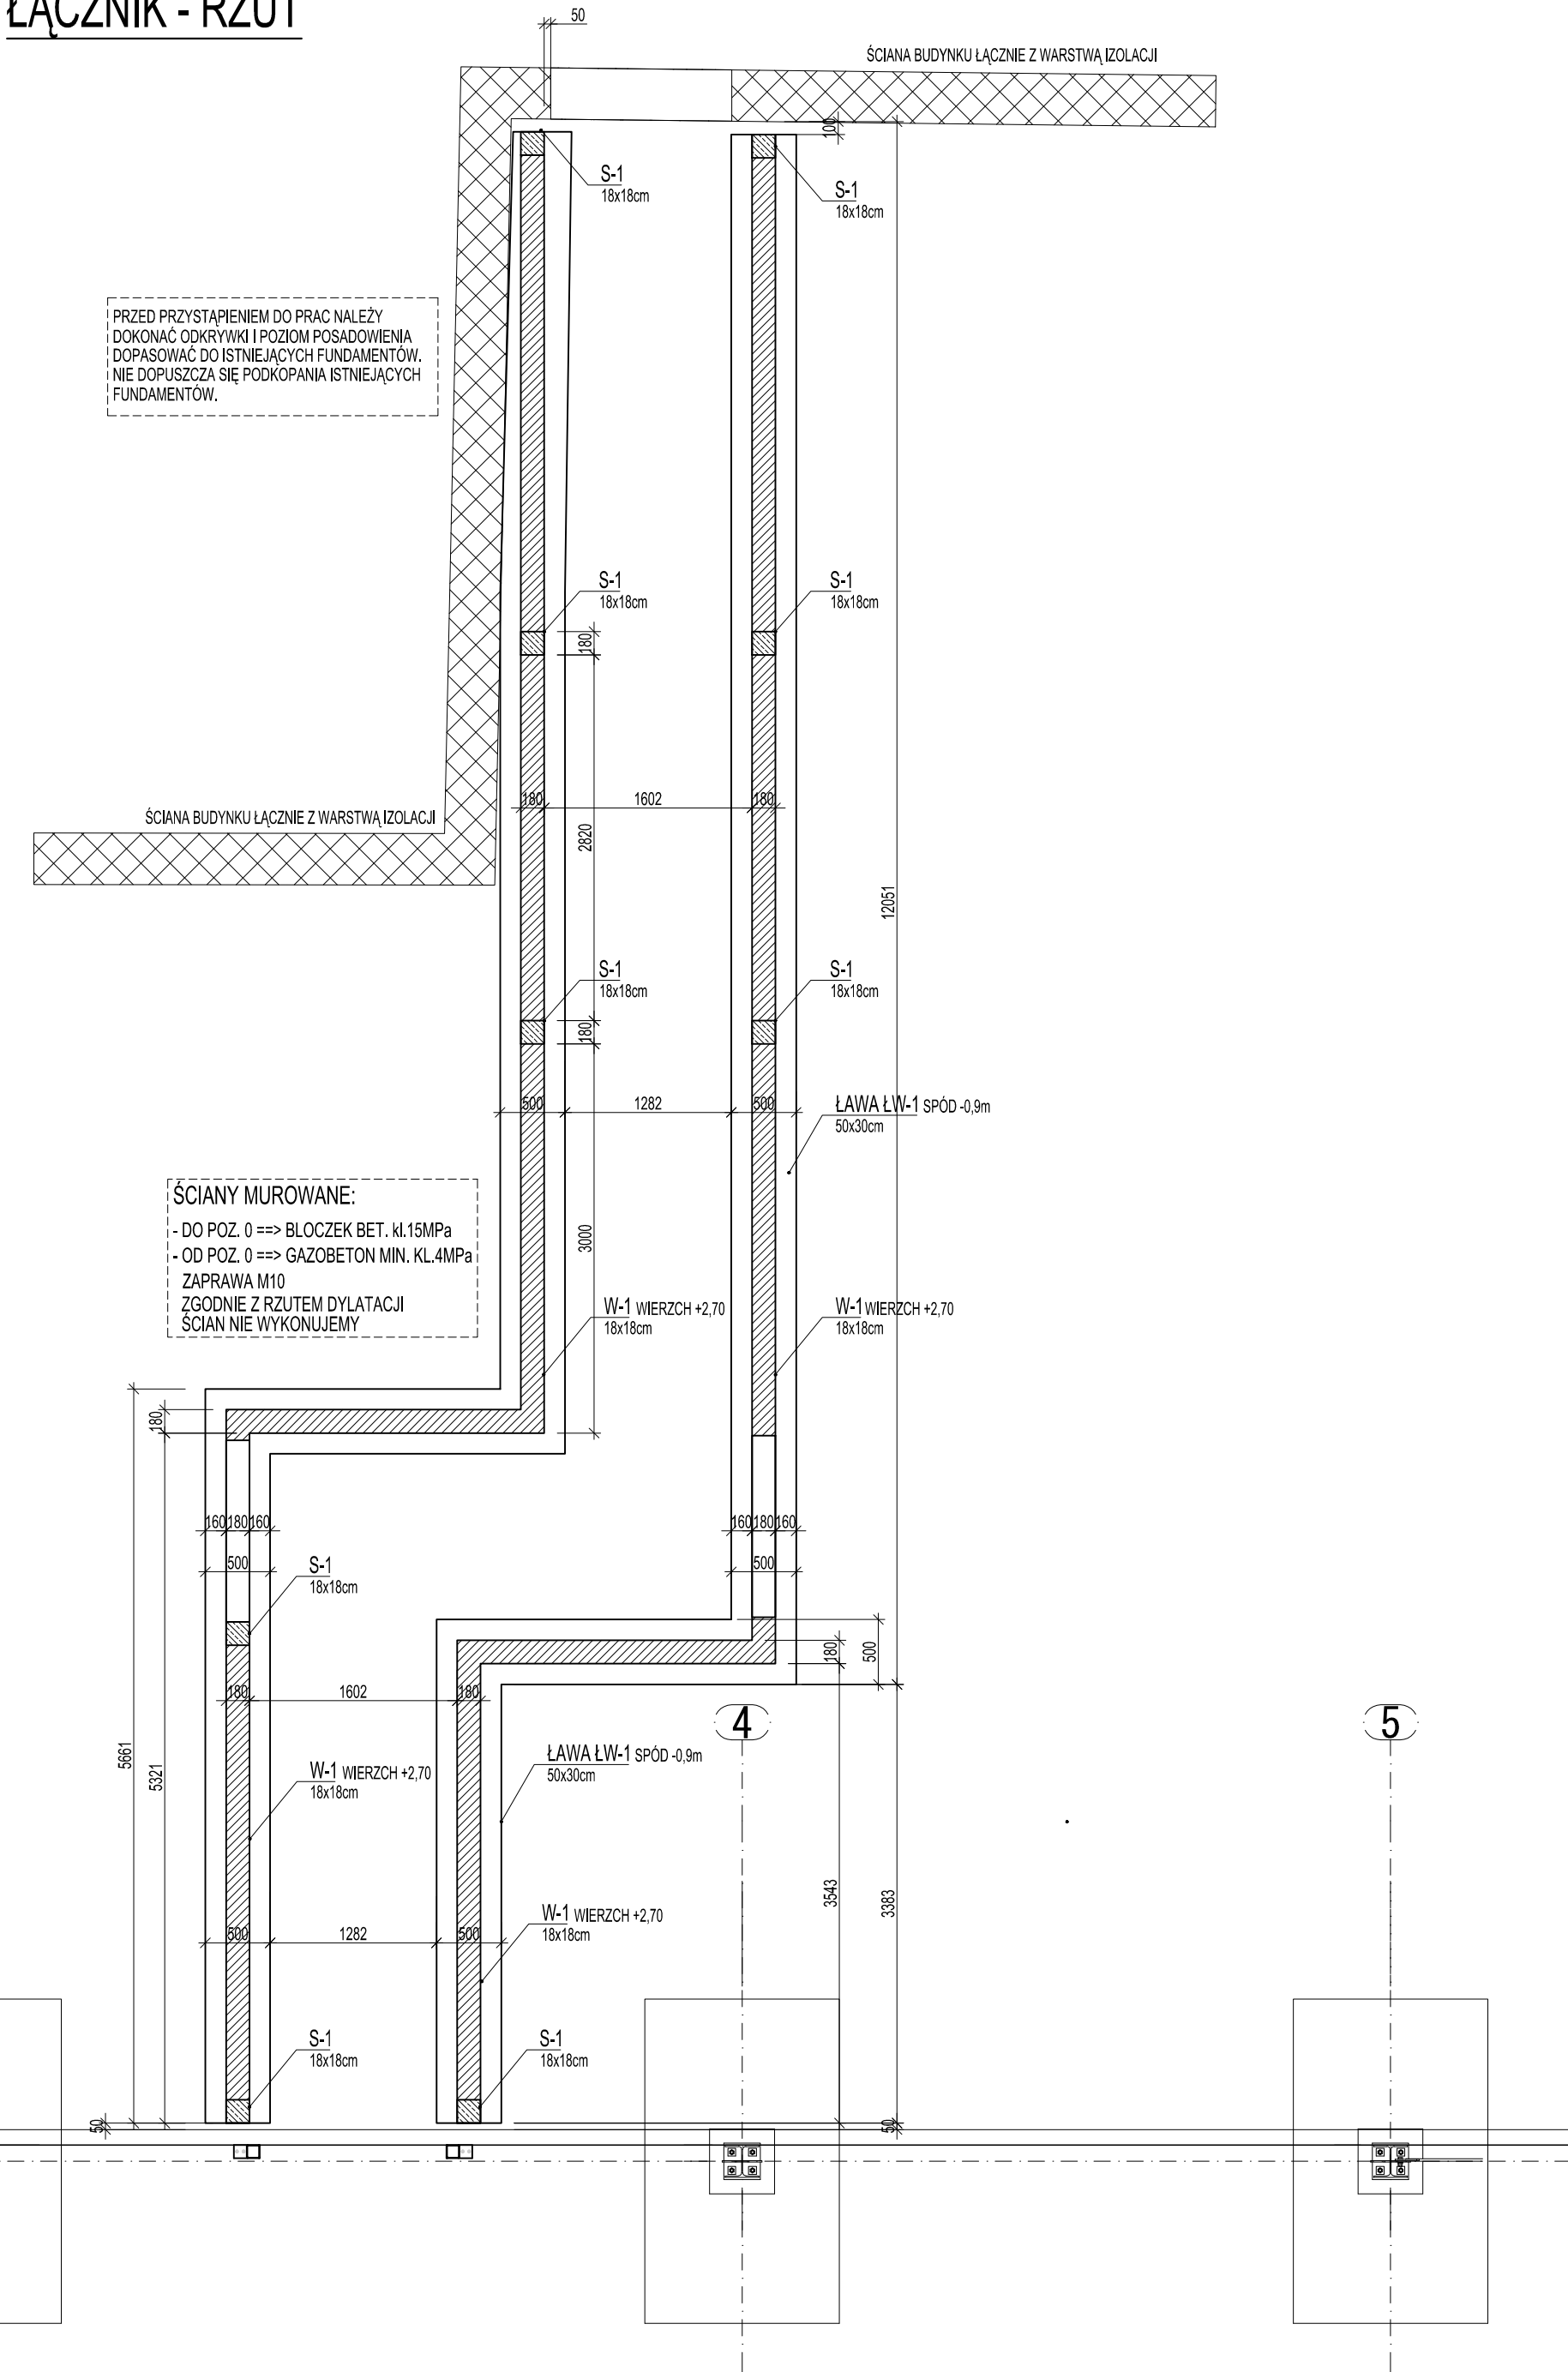 ŁĄCZNIK - RZUT
50
ŚCIANA BUDYNKU ŁĄCZNIE Z WARSTWĄ IZOLACJI
100
S-1
18x18cm
S-1
18x18cm
PRZED PRZYSTĄPIENIEM DO PRAC NALEŻY
DOKONAĆ ODKRYWKI I POZIOM POSADOWIENIA
DOPASOWAĆ DO ISTNIEJĄCYCH FUNDAMENTÓW.
NIE DOPUSZCZA SIĘ PODKOPANIA ISTNIEJĄCYCH
FUNDAMENTÓW.
S-1
18x18cm
S-1
18x18cm
180
180
1602
180
ŚCIANA BUDYNKU ŁĄCZNIE Z WARSTWĄ IZOLACJI
2820
12051
S-1
18x18cm
S-1
18x18cm
180
500
1282
500
ŁAWA ŁW-1 SPÓD -0,9m
50x30cm
ŚCIANY MUROWANE:
- DO POZ. 0 ==> BLOCZEK BET. kl.15MPa
- OD POZ. 0 ==> GAZOBETON MIN. KL.4MPa
ZAPRAWA M10
ZGODNIE Z RZUTEM DYLATACJI
ŚCIAN NIE WYKONUJEMY
3000
W-1 WIERZCH +2,70
18x18cm
W-1 WIERZCH +2,70
18x18cm
180
160 180 160
160 180 160
500
500
S-1
18x18cm
180
500
180
1602
180
4
5
5661
5321
ŁAWA ŁW-1 SPÓD -0,9m
50x30cm
W-1 WIERZCH +2,70
18x18cm
3543
3383
W-1 WIERZCH +2,70
18x18cm
500
1282
500
S-1
18x18cm
S-1
18x18cm
50
50